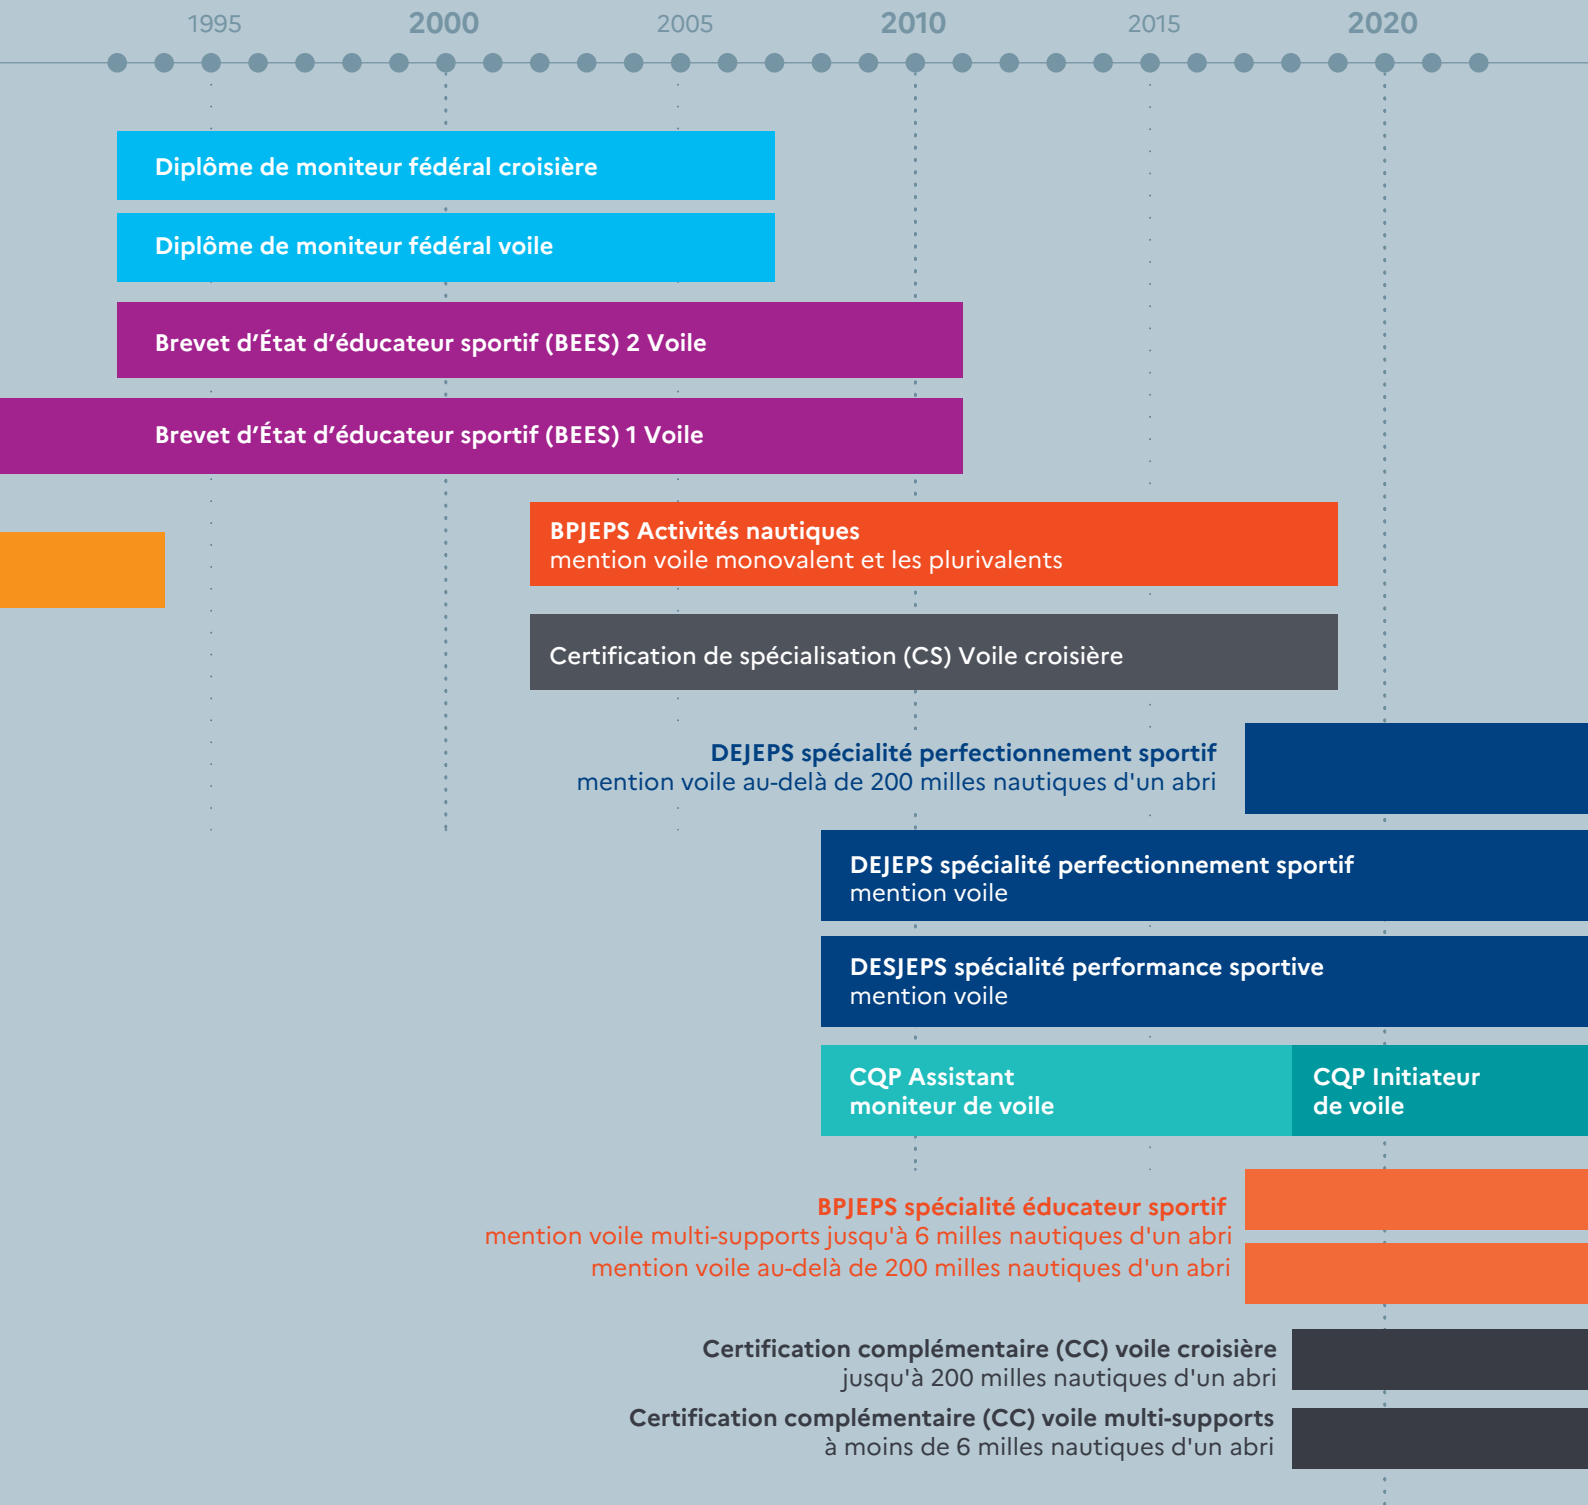 1995 2000 2005 2010 2015 2020
Diplôme de moniteur fédéral croisière
Diplôme de moniteur fédéral voile
Brevet d’État d’éducateur sportif (BEES) 2 Voile
Brevet d’État d’éducateur sportif (BEES) 1 Voile
BPJEPS Activités nautiques
mention voile monovalent et les plurivalents
Certification de spécialisation (CS) Voile croisière
DEJEPS spécialité perfectionnement sportif
mention voile au-delà de 200 milles nautiques d'un abri
DEJEPS spécialité perfectionnement sportif
mention voile
DESJEPS spécialité performance sportive
mention voile
CQP Assistant
moniteur de voile
CQP Initiateur
de voile
BPJEPS spécialité éducateur sportif
mention voile multi-supports jusqu'à 6 milles nautiques d'un abri
mention voile au-delà de 200 milles nautiques d'un abri
Certification complémentaire (CC) voile croisière
jusqu'à 200 milles nautiques d'un abri
Certification complémentaire (CC) voile multi-supports
à moins de 6 milles nautiques d'un abri